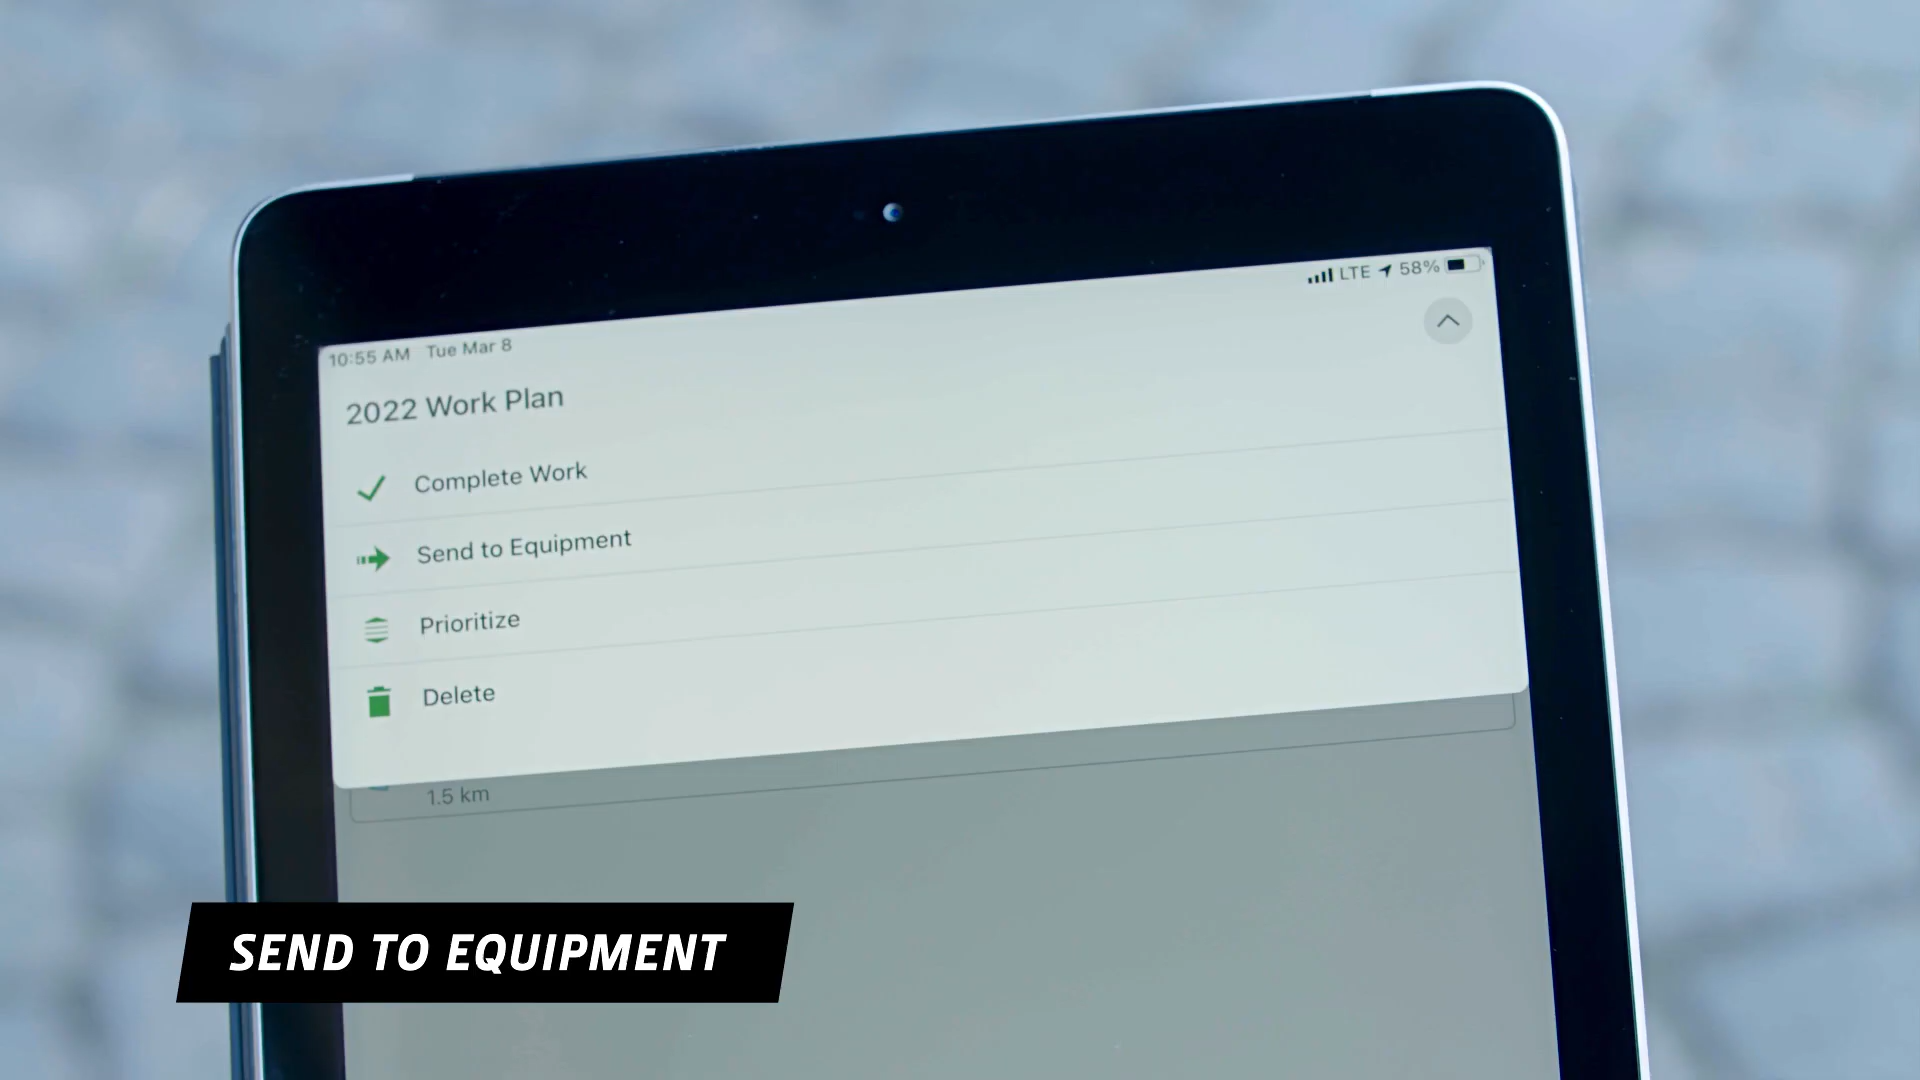 LTE 58%
10:55 AM Tue Mar 8
2022 Work Plan
Complete Work
Send to Equipment
Prioritize
Delete
1.5 km
SEND TO EQUIPMENT